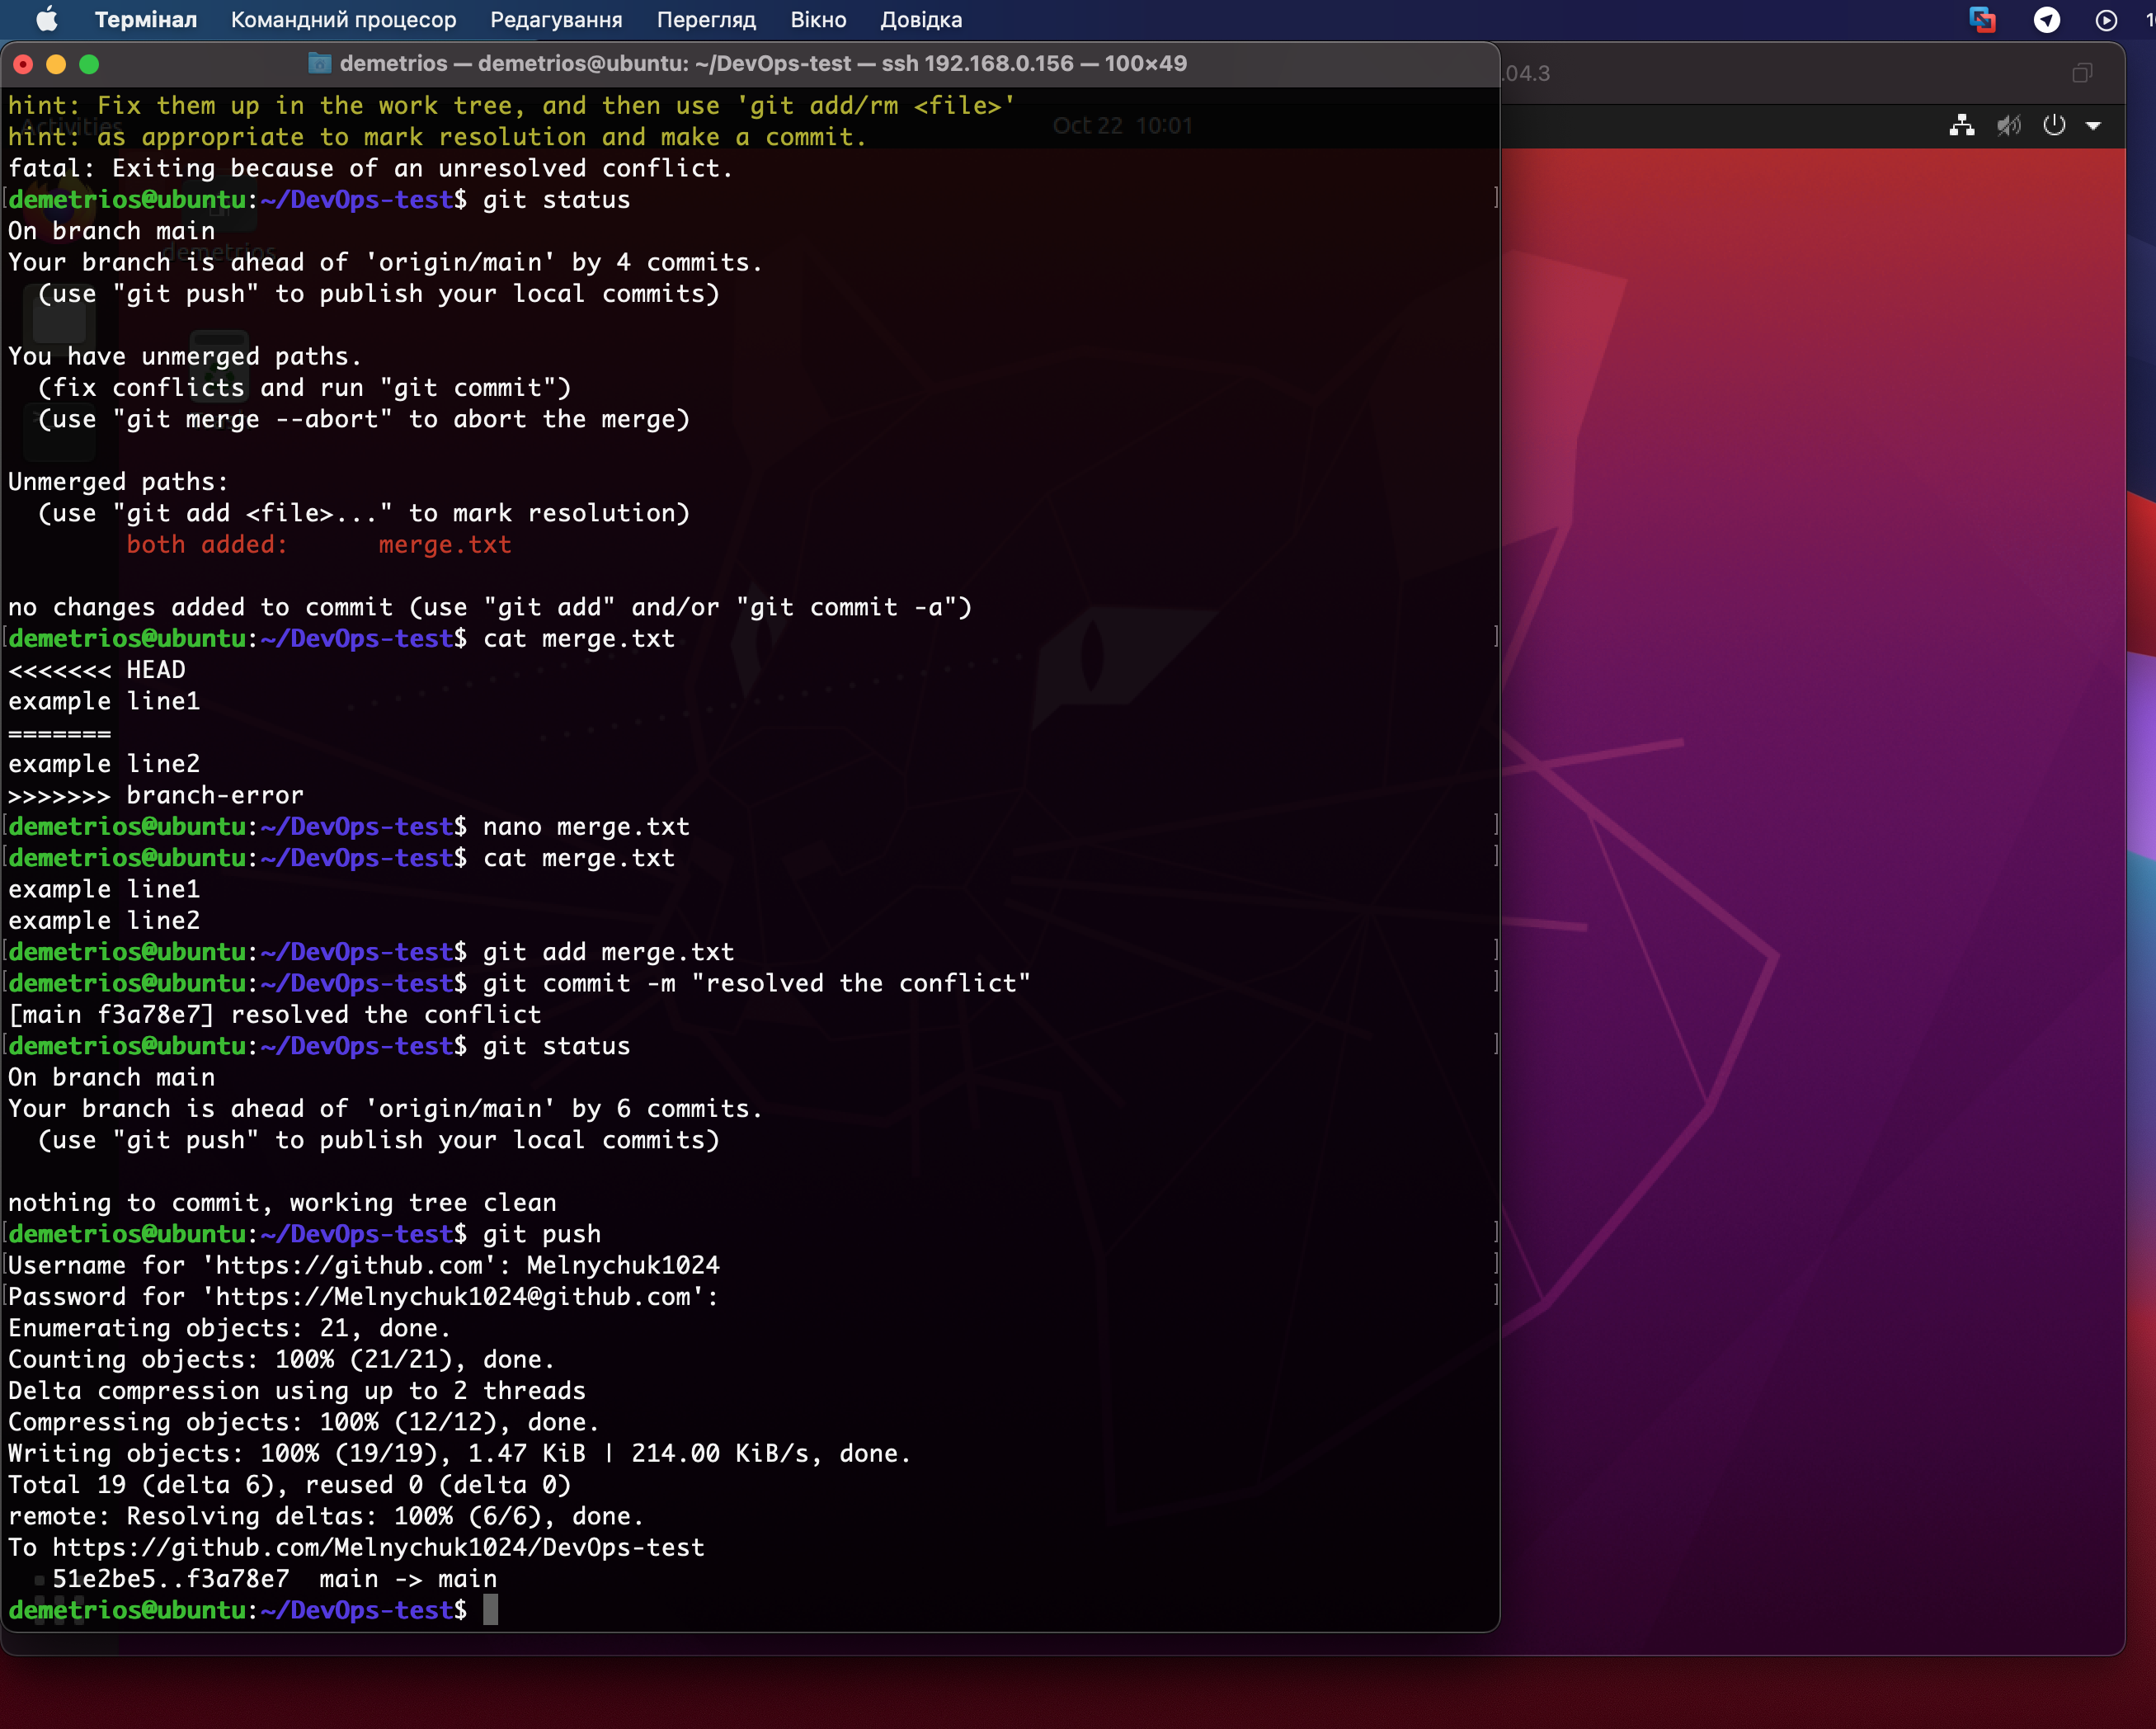 Термінал Командний процесор Редагування Перегляд Вікно Довідка
demetrios — demetrios@ubuntu: ~/DevOps-test — ssh 192.168.0.156 — 100×49
.04.3
Activities
Oct 22 10:01
hint: Fix them up in the work tree, and then use 'git add/rm <file>'
hint: as appropriate to mark resolution and make a commit.
fatal: Exiting because of an unresolved conflict.
demetrios@ubuntu:~/DevOps-test$ git status
On branch main
demetrios
Your branch is ahead of 'origin/main' by 4 commits.
  (use "git push" to publish your local commits)

You have unmerged paths.
  (fix conflicts and run "git commit")
  (use "git merge --abort" to abort the merge)

Unmerged paths:
  (use "git add <file>..." to mark resolution)
        both added:      merge.txt

no changes added to commit (use "git add" and/or "git commit -a")
demetrios@ubuntu:~/DevOps-test$ cat merge.txt
<<<<<<< HEAD
example line1
=======
example line2
>>>>>>> branch-error
demetrios@ubuntu:~/DevOps-test$ nano merge.txt
demetrios@ubuntu:~/DevOps-test$ cat merge.txt
example line1
example line2
demetrios@ubuntu:~/DevOps-test$ git add merge.txt
demetrios@ubuntu:~/DevOps-test$ git commit -m "resolved the conflict"
[main f3a78e7] resolved the conflict
demetrios@ubuntu:~/DevOps-test$ git status
On branch main
Your branch is ahead of 'origin/main' by 6 commits.
  (use "git push" to publish your local commits)

nothing to commit, working tree clean
demetrios@ubuntu:~/DevOps-test$ git push
Username for 'https://github.com': Melnychuk1024
Password for 'https://Melnychuk1024@github.com':
Enumerating objects: 21, done.
Counting objects: 100% (21/21), done.
Delta compression using up to 2 threads
Compressing objects: 100% (12/12), done.
Writing objects: 100% (19/19), 1.47 KiB | 214.00 KiB/s, done.
Total 19 (delta 6), reused 0 (delta 0)
remote: Resolving deltas: 100% (6/6), done.
To https://github.com/Melnychuk1024/DevOps-test
   51e2be5..f3a78e7  main -> main
demetrios@ubuntu:~/DevOps-test$